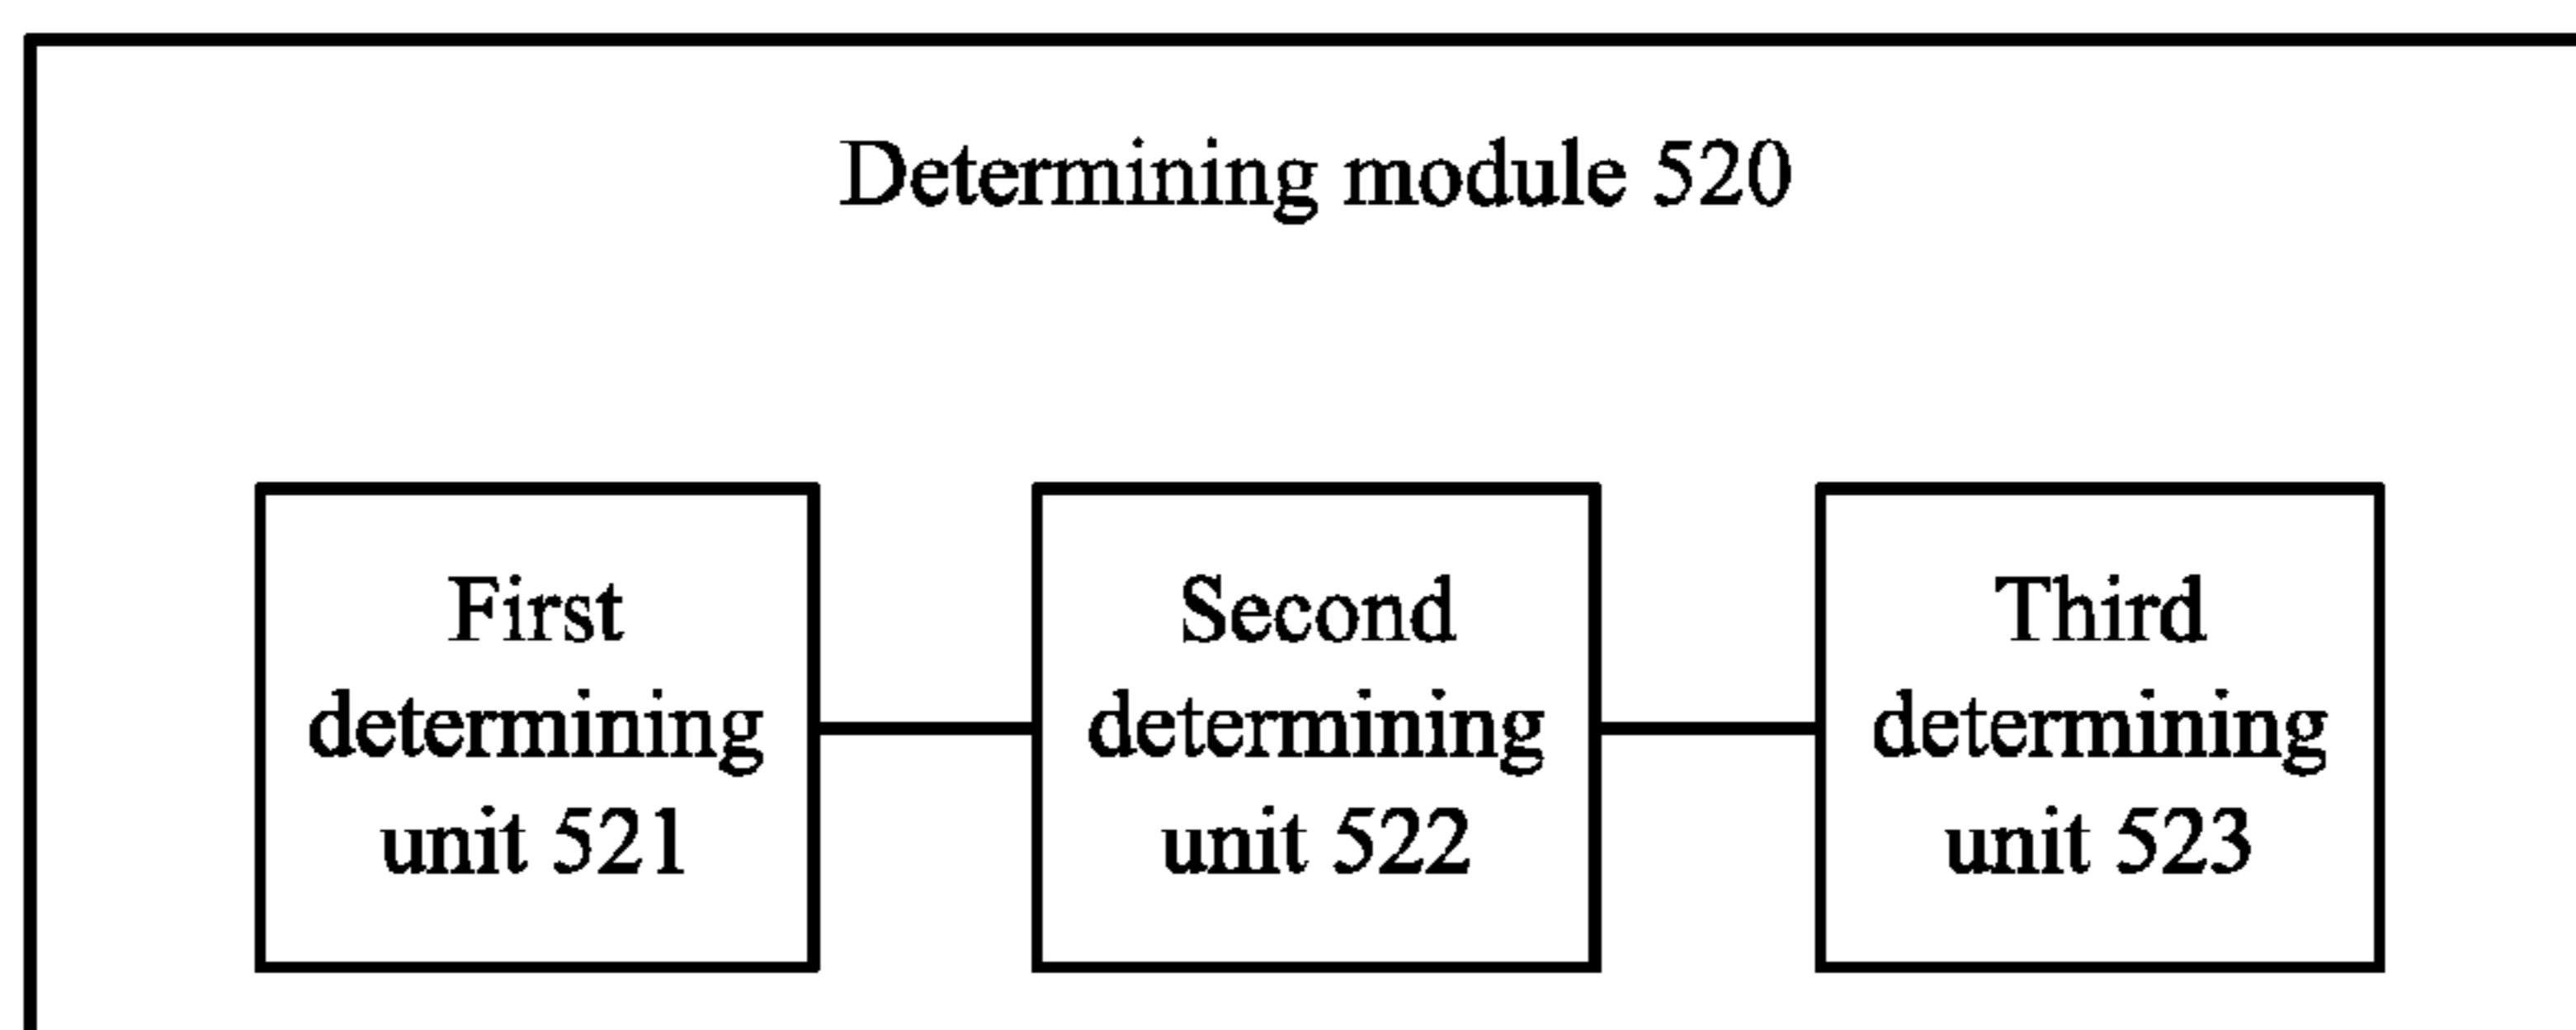 Determining module 520
First
determining
unit 521
Second
determining
unit 522
Third
determining
unit 523